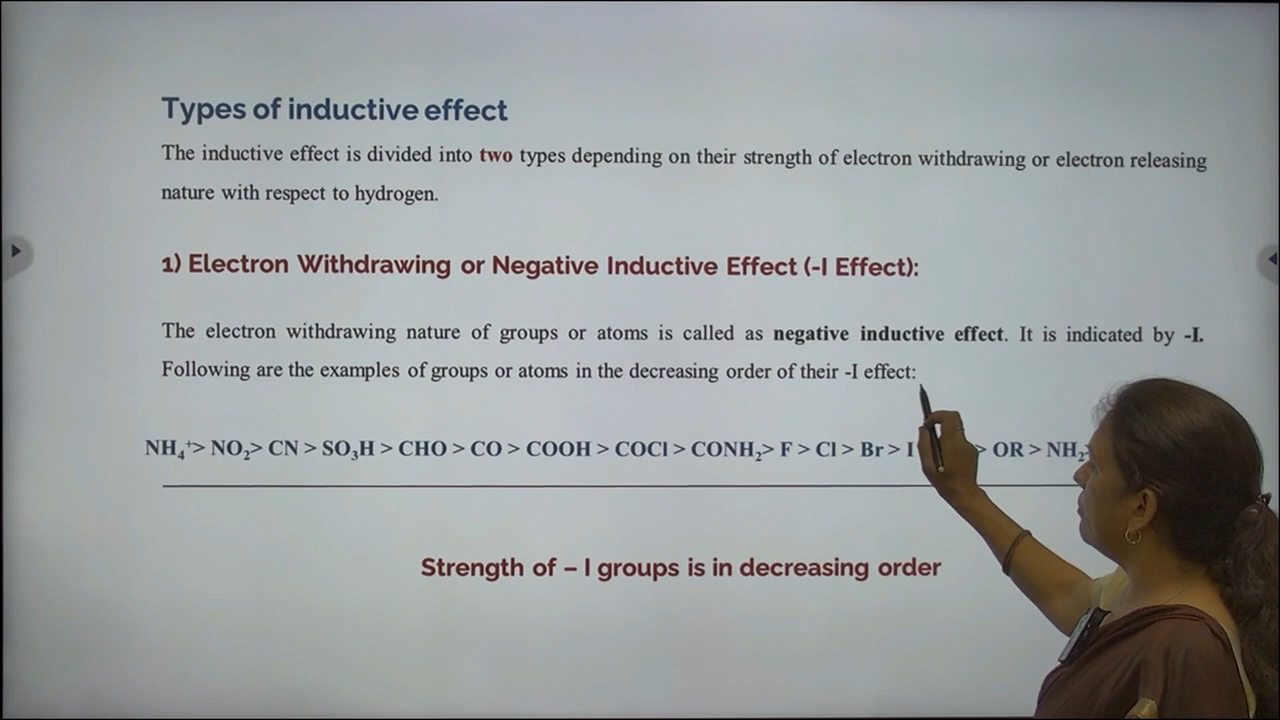 Types of inductive effect
The inductive effect is divided into two types depending on their strength of electron withdrawing or electron releasing
nature with respect to hydrogen.
1) Electron Withdrawing or Negative Inductive Effect (-I Effect):
The electron withdrawing nature of groups or atoms is called as negative inductive effect. It is indicated by -I.
Following are the examples of groups or atoms in the decreasing order of their -I effect:
NH₄⁺> NO₂> CN > SO₃H > CHO > CO > COOH > COCl > CONH₂> F > Cl > Br > I > OR > NH₂>
Strength of – I groups is in decreasing order